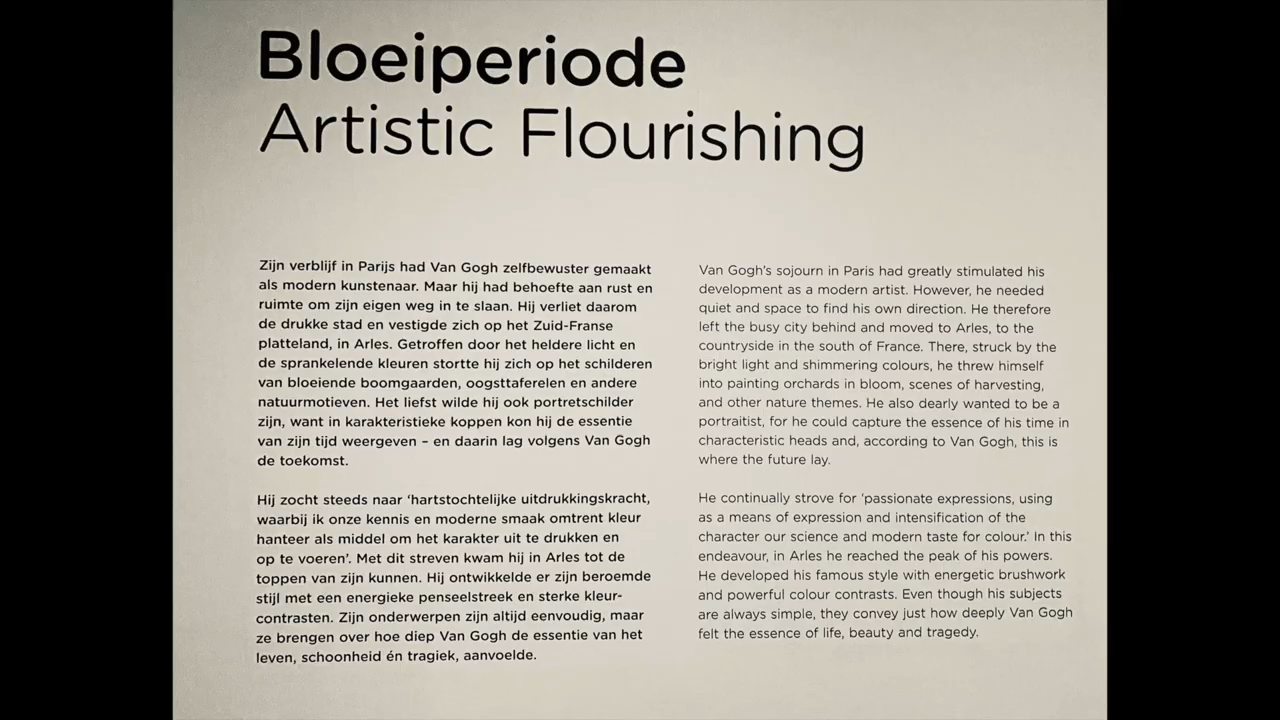 Bloeiperiode
Artistic Flourishing
Zijn verblijf in Parijs had Van Gogh zelfbewuster gemaakt
als modern kunstenaar. Maar hij had behoefte aan rust en
ruimte om zijn eigen weg in te slaan. Hij verliet daarom
de drukke stad en vestigde zich op het Zuid-Franse
platteland, in Arles. Getroffen door het heldere licht en
de sprankelende kleuren stortte hij zich op het schilderen
van bloeiende boomgaarden, oogsttaferelen en andere
natuurmotieven. Het liefst wilde hij ook portretschilder
zijn, want in karakteristieke koppen kon hij de essentie
van zijn tijd weergeven – en daarin lag volgens Van Gogh
de toekomst.
Hij zocht steeds naar ‘hartstochtelijke uitdrukkingskracht,
waarbij ik onze kennis en moderne smaak omtrent kleur
hanteer als middel om het karakter uit te drukken en
op te voeren’. Met dit streven kwam hij in Arles tot de
toppen van zijn kunnen. Hij ontwikkelde er zijn beroemde
stijl met een energieke penseelstreek en sterke kleur-
contrasten. Zijn onderwerpen zijn altijd eenvoudig, maar
ze brengen over hoe diep Van Gogh de essentie van het
leven, schoonheid én tragiek, aanvoelde.
Van Gogh’s sojourn in Paris had greatly stimulated his
development as a modern artist. However, he needed
quiet and space to find his own direction. He therefore
left the busy city behind and moved to Arles, to the
countryside in the south of France. There, struck by the
bright light and shimmering colours, he threw himself
into painting orchards in bloom, scenes of harvesting,
and other nature themes. He also dearly wanted to be a
portraitist, for he could capture the essence of his time in
characteristic heads and, according to Van Gogh, this is
where the future lay.
He continually strove for ‘passionate expressions, using
as a means of expression and intensification of the
character our science and modern taste for colour.’ In this
endeavour, in Arles he reached the peak of his powers.
He developed his famous style with energetic brushwork
and powerful colour contrasts. Even though his subjects
are always simple, they convey just how deeply Van Gogh
felt the essence of life, beauty and tragedy.